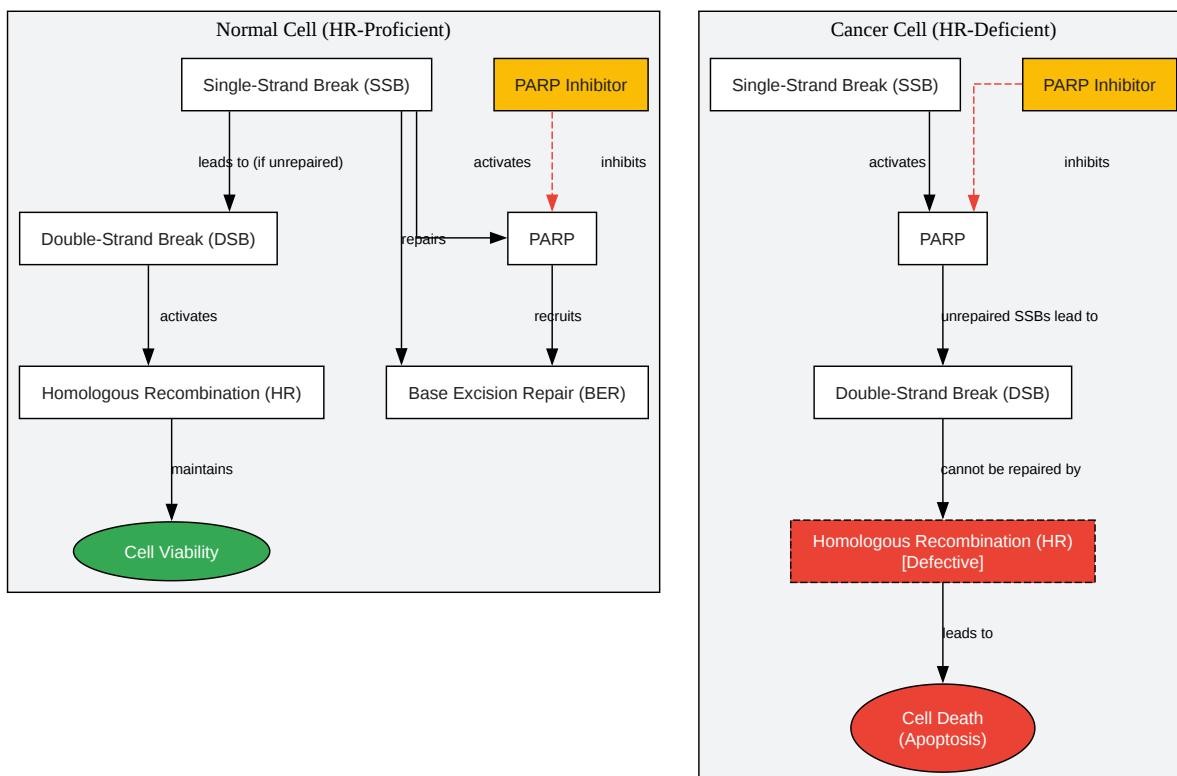 Normal Cell (HR-Proficient)
Single-Strand Break (SSB)
PARP Inhibitor
leads to (if unrepaired)
activates
inhibits
Double-Strand Break (DSB)
repairs
PARP
activates
recruits
Homologous Recombination (HR)
Base Excision Repair (BER)
maintains
Cell Viability
Cancer Cell (HR-Deficient)
Single-Strand Break (SSB)
PARP Inhibitor
activates
inhibits
PARP
unrepaired SSBs lead to
Double-Strand Break (DSB)
cannot be repaired by
Homologous Recombination (HR)
[Defective]
leads to
Cell Death
(Apoptosis)